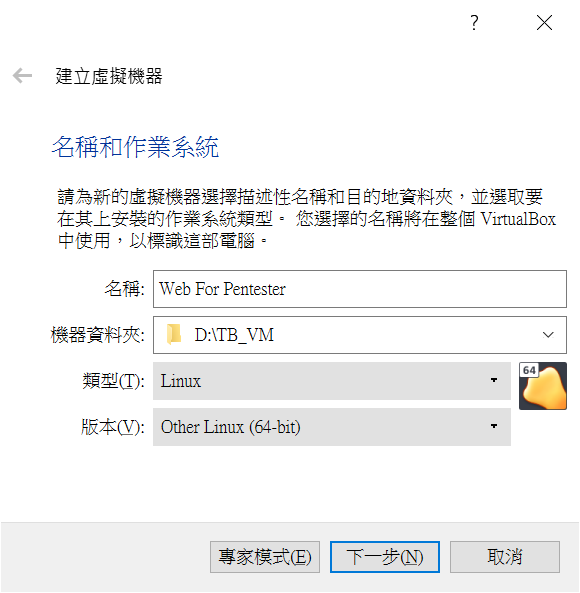 ?
建立虛擬機器
名稱和作業系統
請為新的虛擬機器選擇描述性名稱和目的地資料夾，並選取要
在其上安裝的作業系統類型。 您選擇的名稱將在整個 VirtualBox
中使用，以標識這部電腦。
名稱: Web For Pentester
機器資料夾: D:\TB_VM
類型(T): Linux
64
版本(V): Other Linux (64-bit)
專家模式(E) 下一步(N) 取消